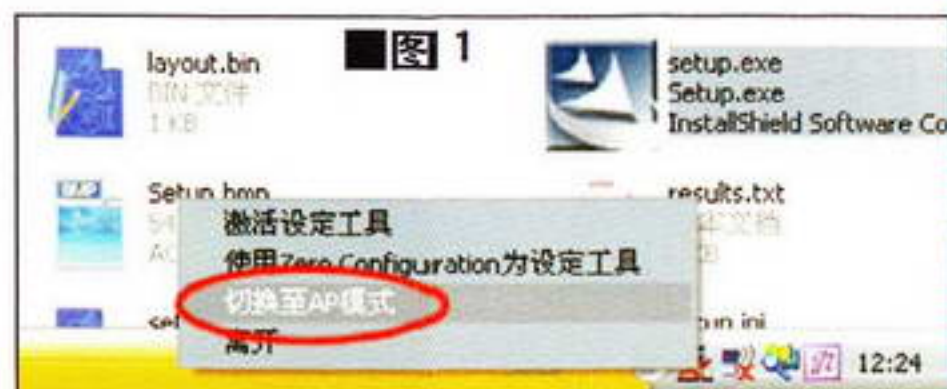 ■图 1
layout.bin
BIN 文件
1 KB
setup.exe
Setup.exe
InstallShield Software Co
Setup.bmp
results.txt
激活设定工具
使用Zero Configuration为设定工具
切换至AP模式
离开
12:24